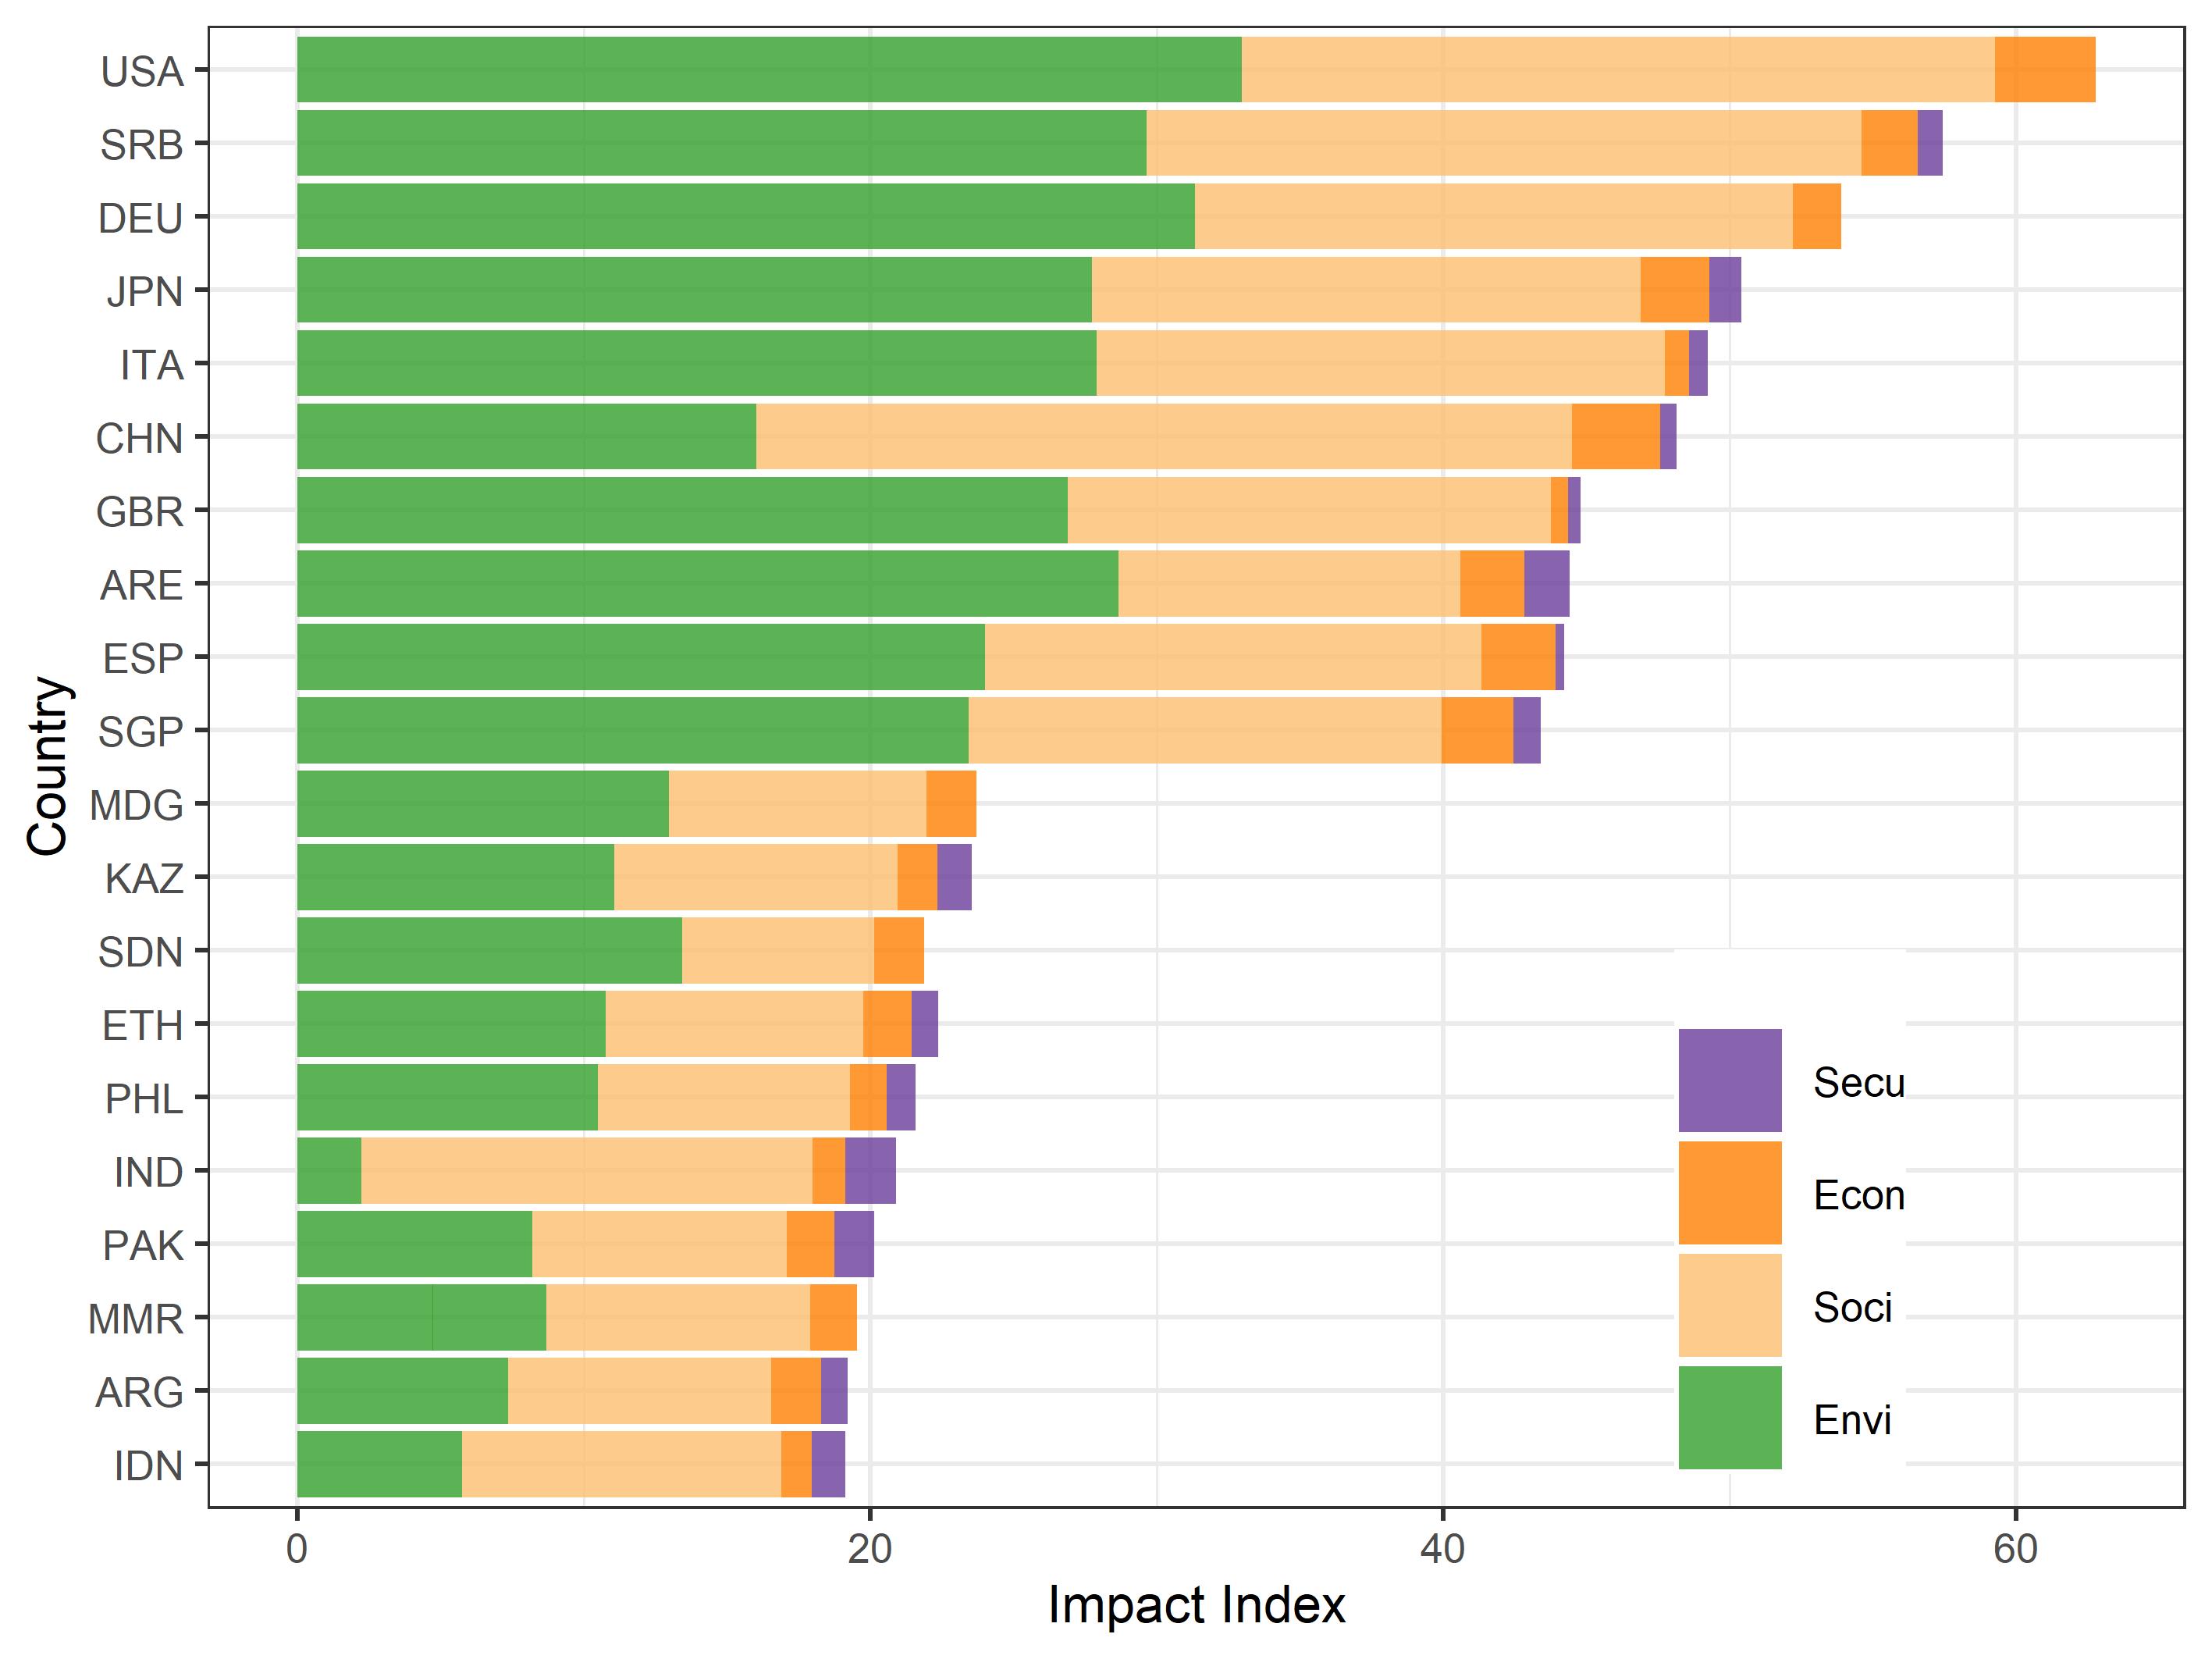 USA
SRB
DEU
JPN
ITA
CHN
GBR
ARE
ESP
SGP
MDG
KAZ
SDN
ETH
PHL
IND
PAK
MMR
ARG
IDN
Country
Secu
Econ
Soci
Envi
0 20 40 60
Impact Index